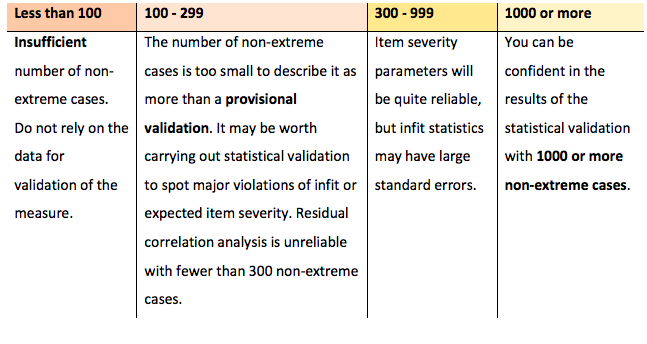 Less than 100
Insufficient
number of non-
extreme cases.
Do not rely on the
data for
validation of the
measure.
100 - 299
The number of non-extreme
cases is too small to describe it as
more than a provisional
validation. It may be worth
carrying out statistical validation
to spot major violations of infit or
expected item severity. Residual
correlation analysis is unreliable
with fewer than 300 non-extreme
cases.
300 - 999
Item severity
parameters will
be quite reliable,
but infit statistics
may have large
standard errors.
1000 or more
You can be
confident in the
results of the
statistical validation
with 1000 or more
non-extreme cases.